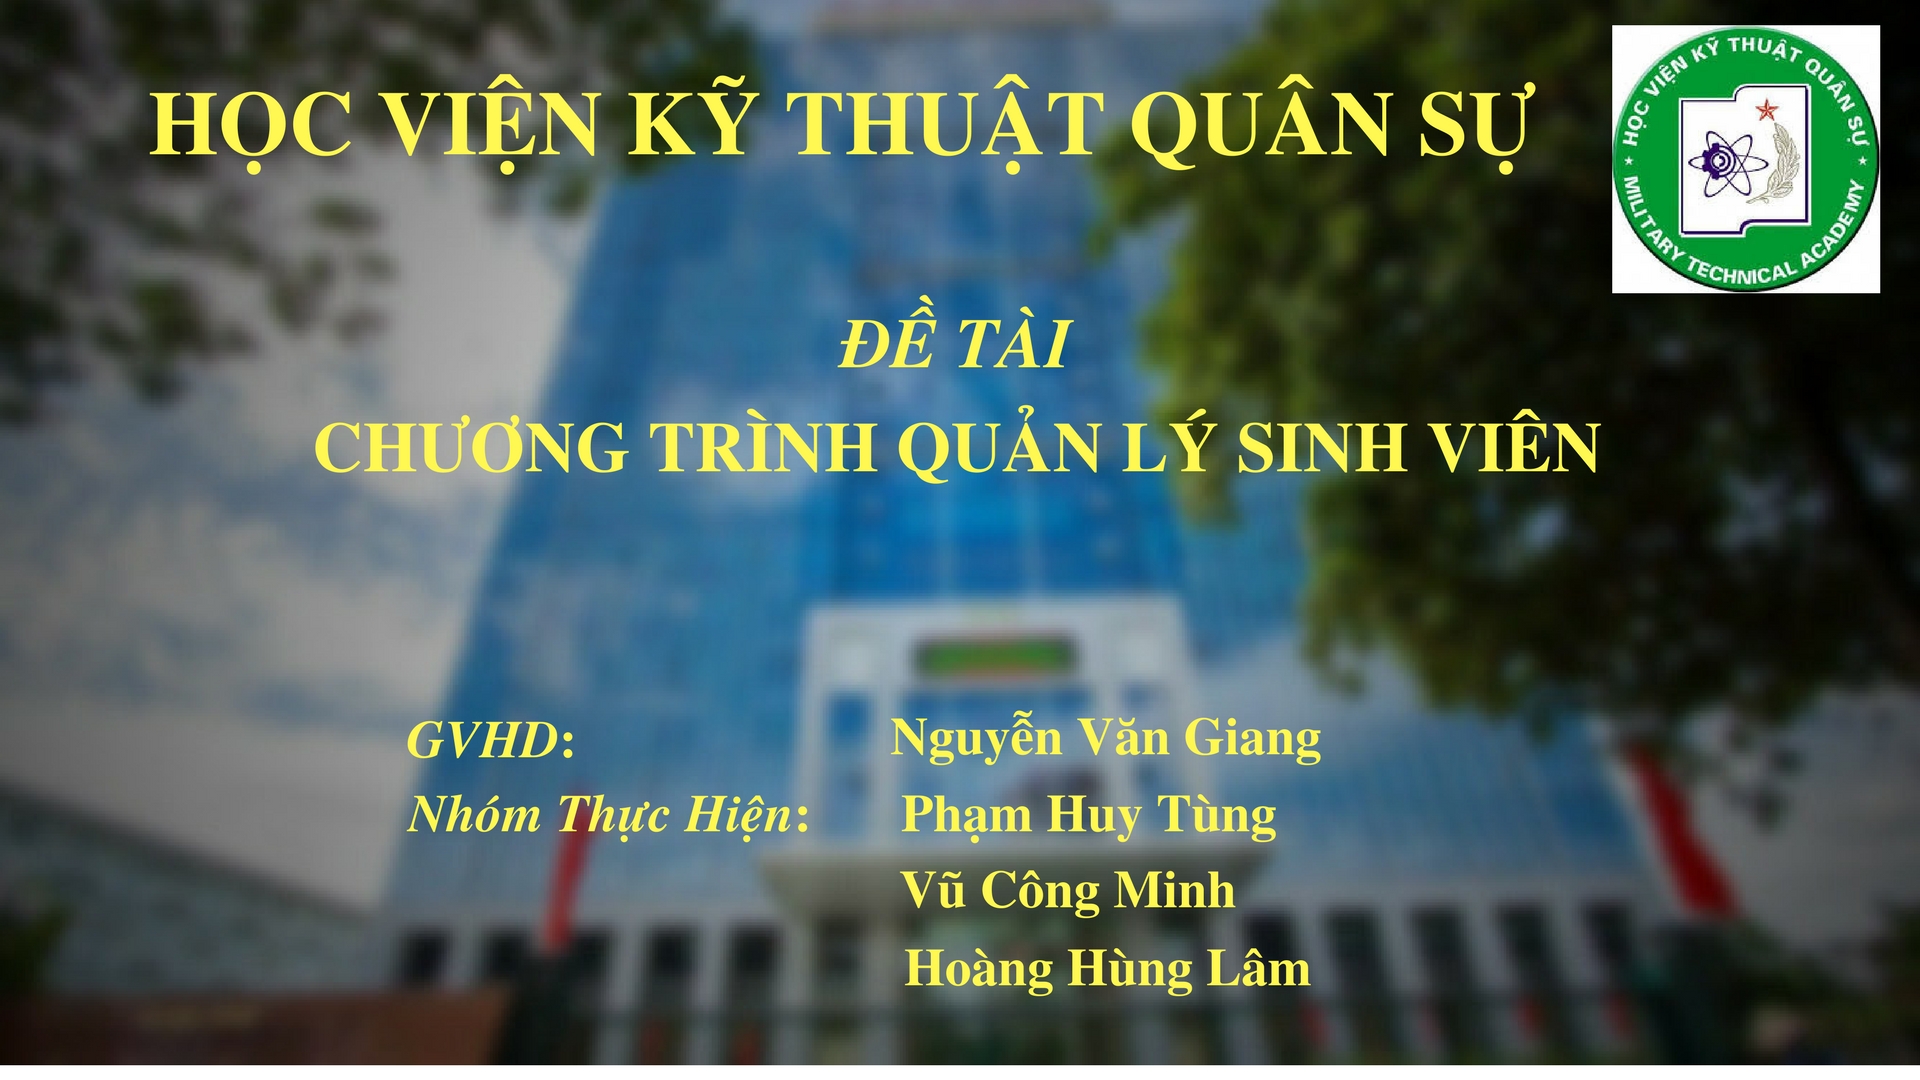 HỌC VIỆN KỸ THUẬT QUÂN SỰ
HỌC VIỆN KỸ THUẬT QUÂN SỰ
MLITARY TECHNICAL ACADEMY
ĐỀ TÀI
CHƯƠNG TRÌNH QUẢN LÝ SINH VIÊN
GVHD: Nguyễn Văn Giang
Nhóm Thực Hiện: Phạm Huy Tùng
Vũ Công Minh
Hoàng Hùng Lâm